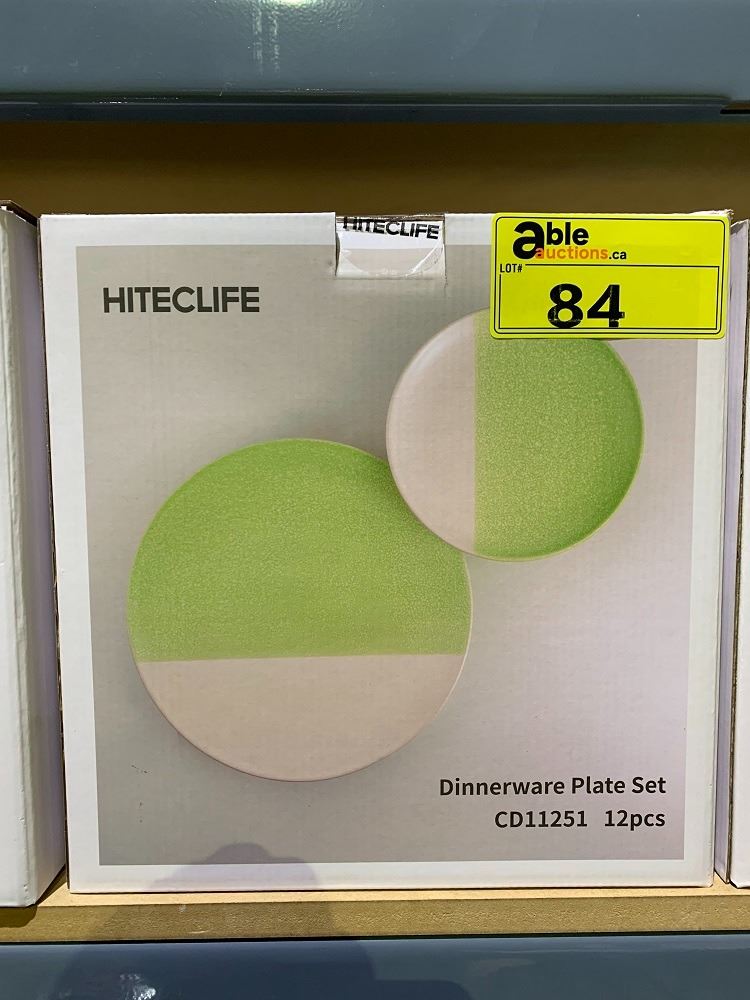 HITECLIFE
able
auctions.ca
LOT#
84
HITECLIFE
Dinnerware Plate Set
CD11251 12pcs